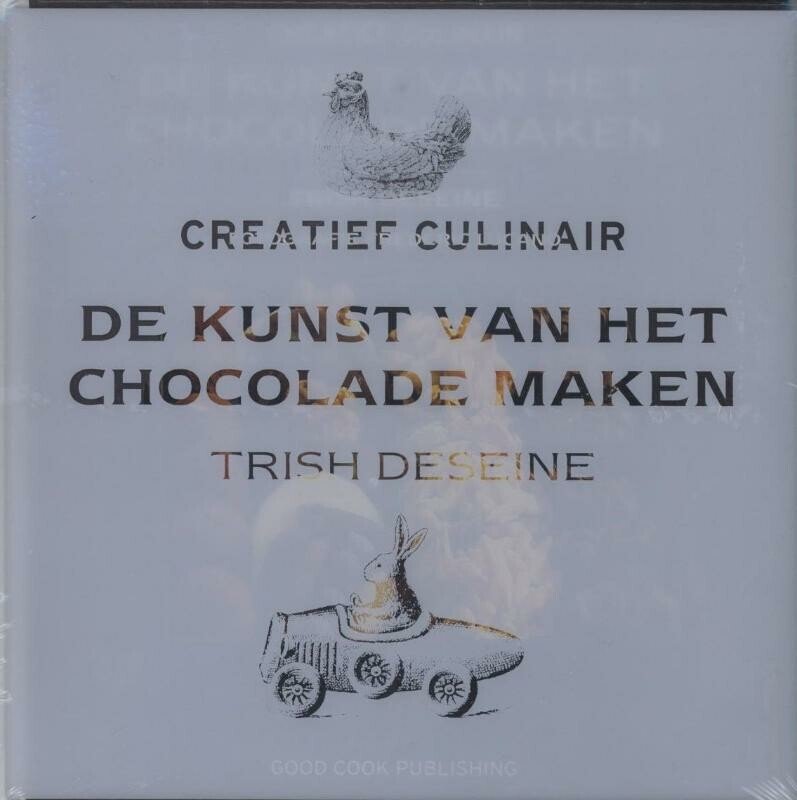 CREATIEF CULINAIR
DE KUNST VAN HET
CHOCOLADE MAKEN
TRISH DESEINE
GOOD COOK PUBLISHING